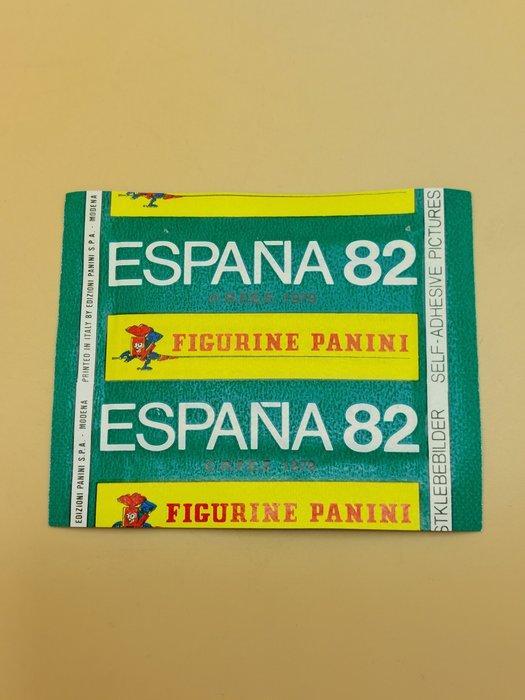 ESPAÑA 82
FIGURINE PANINI
ESPAÑA 82
FIGURINE PANINI
EDIZIONI PANINI S.P.A. - MODENA PRINTED IN ITALY BY EDIZIONI PANINI S.P.A. - MODENA
STKLEBEBILDER SELF-ADHESIVE PICTURES